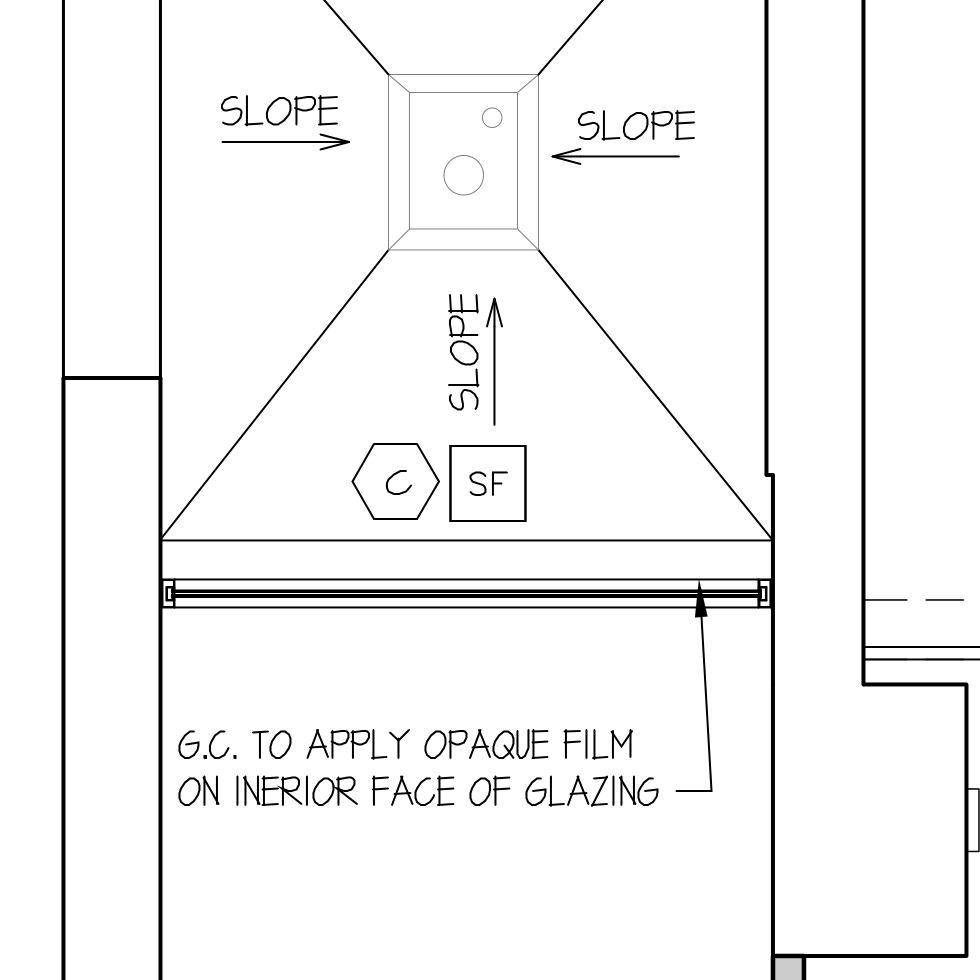 SLOPE
SLOPE
SLOPE
C
SF
G.C. TO APPLY OPAQUE FILM
ON INERIOR FACE OF GLAZING